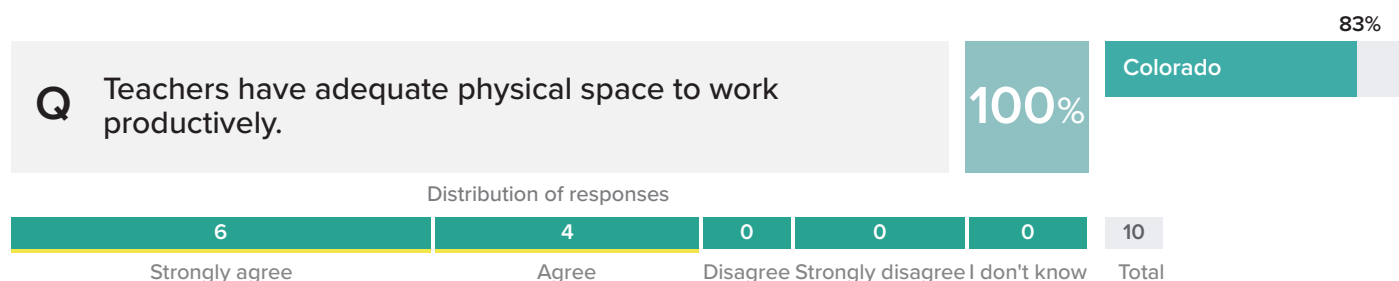 83%
Q
Teachers have adequate physical space to work
productively.
100%
Colorado
Distribution of responses
6 4 0 0 0 10
Strongly agree Agree Disagree Strongly disagree I don't know Total